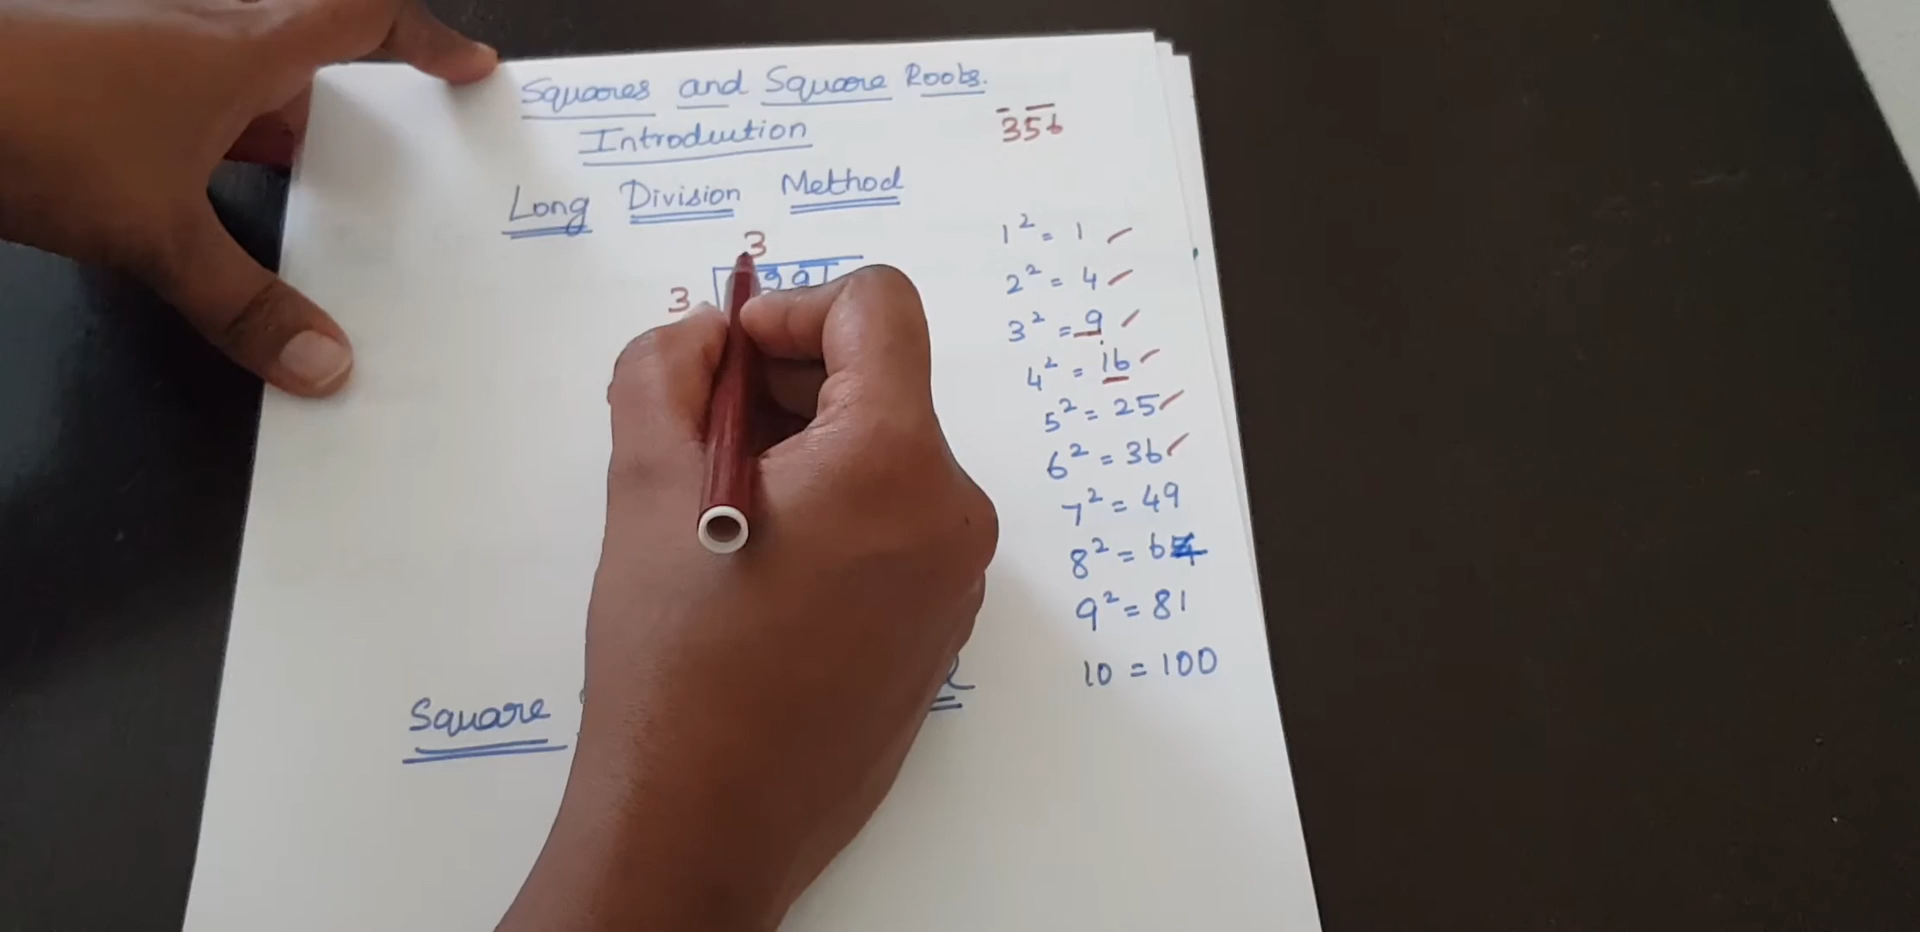 Squares and Square Roots.
Introduction
356
Long Division Method
3
3
1² = 1
2² = 4
3² = 9
4² = 16
5² = 25
6² = 36
7² = 49
8² = 64
9² = 81
10 = 100
Square